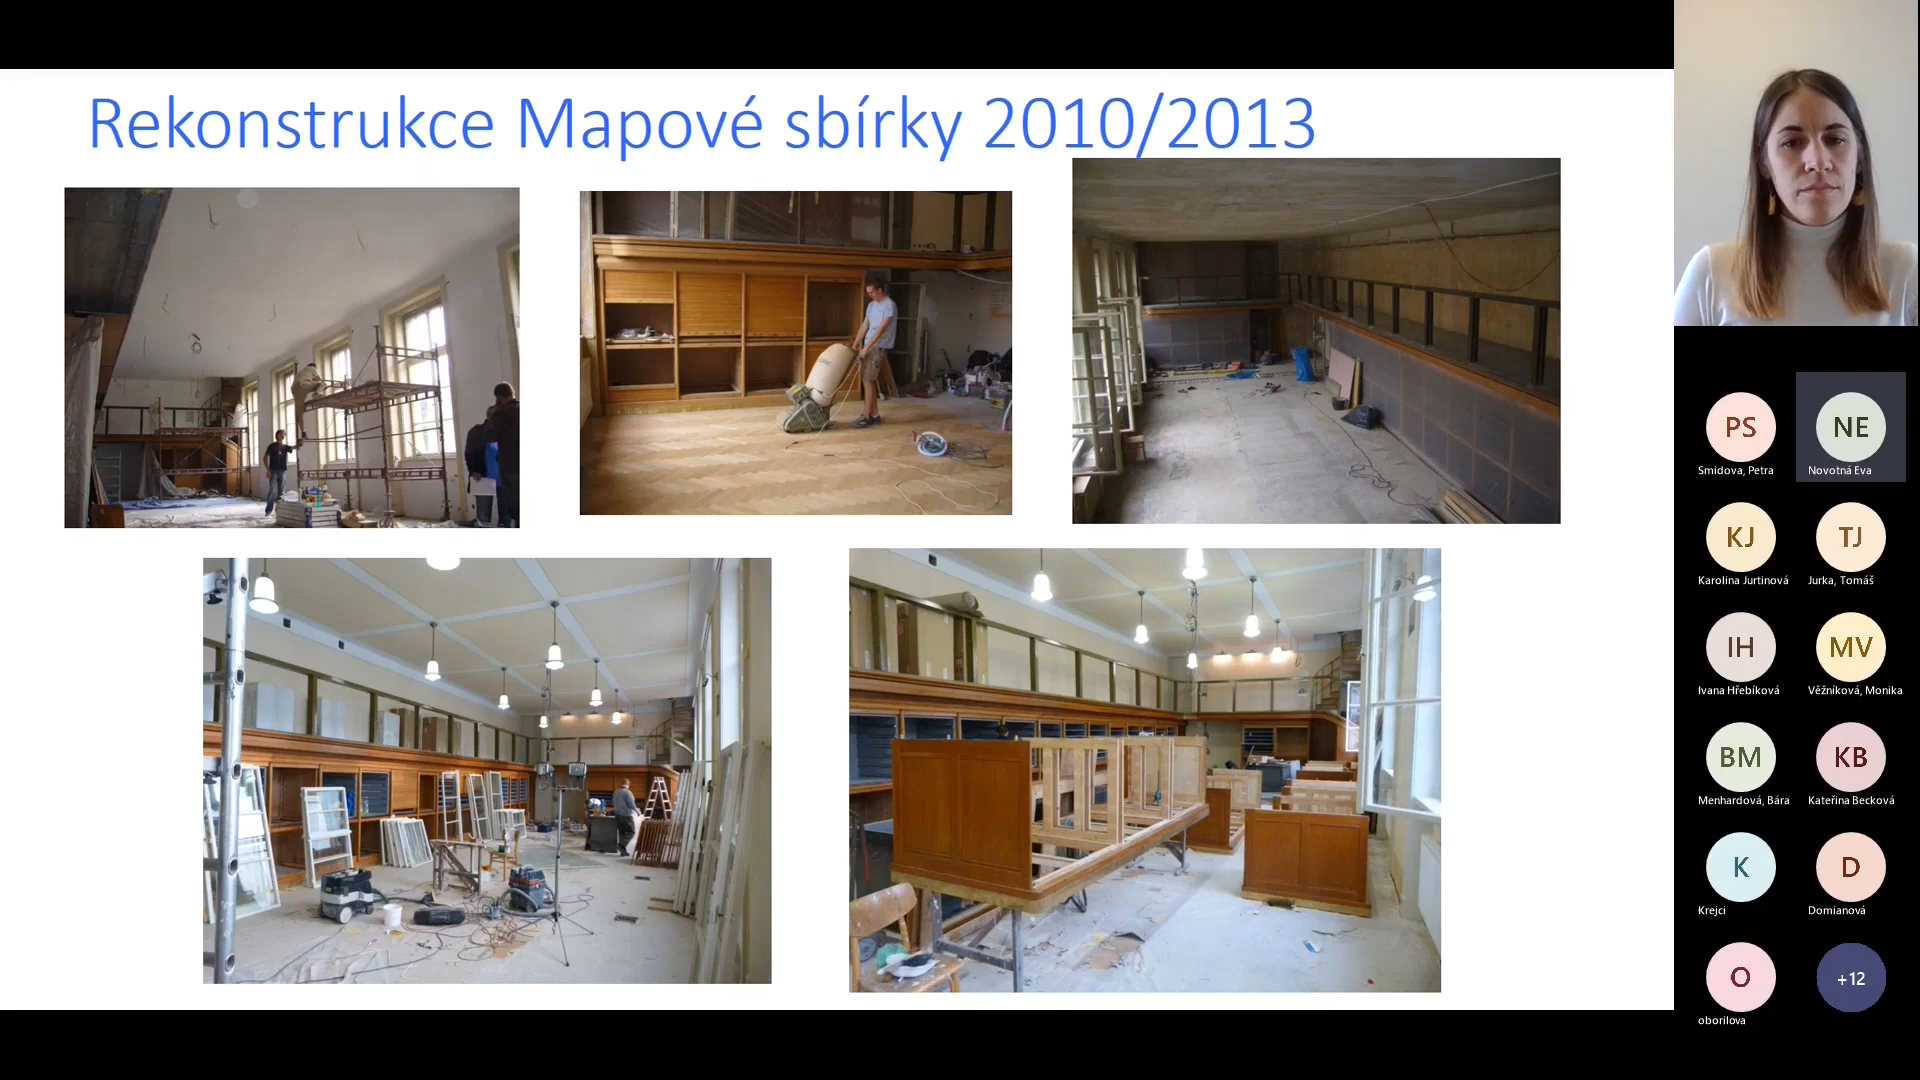 Rekonstrukce Mapové sbírky 2010/2013
PS
NE
Smidova, Petra
Novotná Eva
KJ
TJ
Karolina Jurtinová
Jurka, Tomáš
IH
MV
Ivana Hřebíková
Věžníková, Monika
BM
KB
Menhardová, Bára
Kateřina Becková
K
D
Krejci
Domianová
O
+12
oborilova